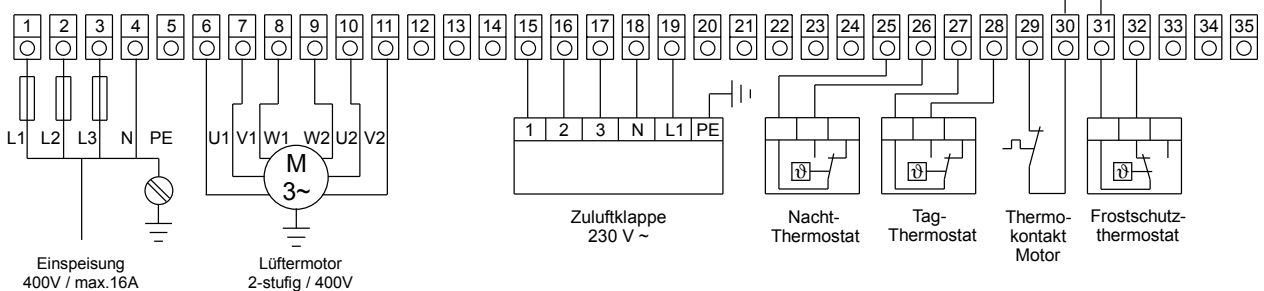 1 2 3 4 5 6 7 8 9 10 11 12 13 14 15 16 17 18 19 20 21 22 23 24 25 26 27 28 29 30 31 32 33 34 35
L1 L2 L3 N PE U1 V1 W1 W2 U2 V2
1 2 3 N L1 PE
M
3~
ϑ ϑ ϑ
Einspeisung
400V / max.16A
Lüftermotor
2-stufig / 400V
Zuluftklappe
230 V ~
Nacht-
Thermostat
Tag-
Thermostat
Thermo-
kontakt
Motor
Frostschutz-
thermostat